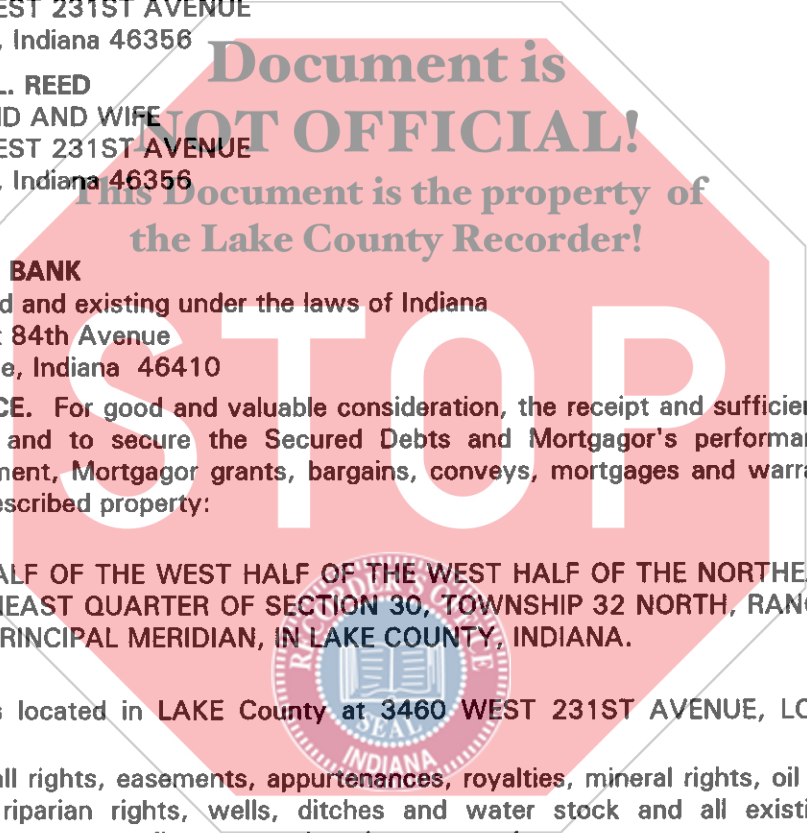 EST 231ST AVENUE
, Indiana 46356
L. REED
ND AND WIFE
EST 231ST AVENUE
, Indiana 46356
Document is
NOT OFFICIAL!
This Document is the property of
the Lake County Recorder!
BANK
d and existing under the laws of Indiana
84th Avenue
e, Indiana 46410
STOP
CE. For good and valuable consideration, the receipt and sufficien
and to secure the Secured Debts and Mortgagor's performa
ment, Mortgagor grants, bargains, conveys, mortgages and warra
escribed property:
ALF OF THE WEST HALF OF THE WEST HALF OF THE NORTHE
HEAST QUARTER OF SECTION 30, TOWNSHIP 32 NORTH, RANG
PRINCIPAL MERIDIAN, IN LAKE COUNTY, INDIANA.
RECORDER'S OFFICE
SEAL
INDIANA
s located in LAKE County at 3460 WEST 231ST AVENUE, LO
all rights, easements, appurtenances, royalties, mineral rights, oil
riparian rights, wells, ditches and water stock and all existi